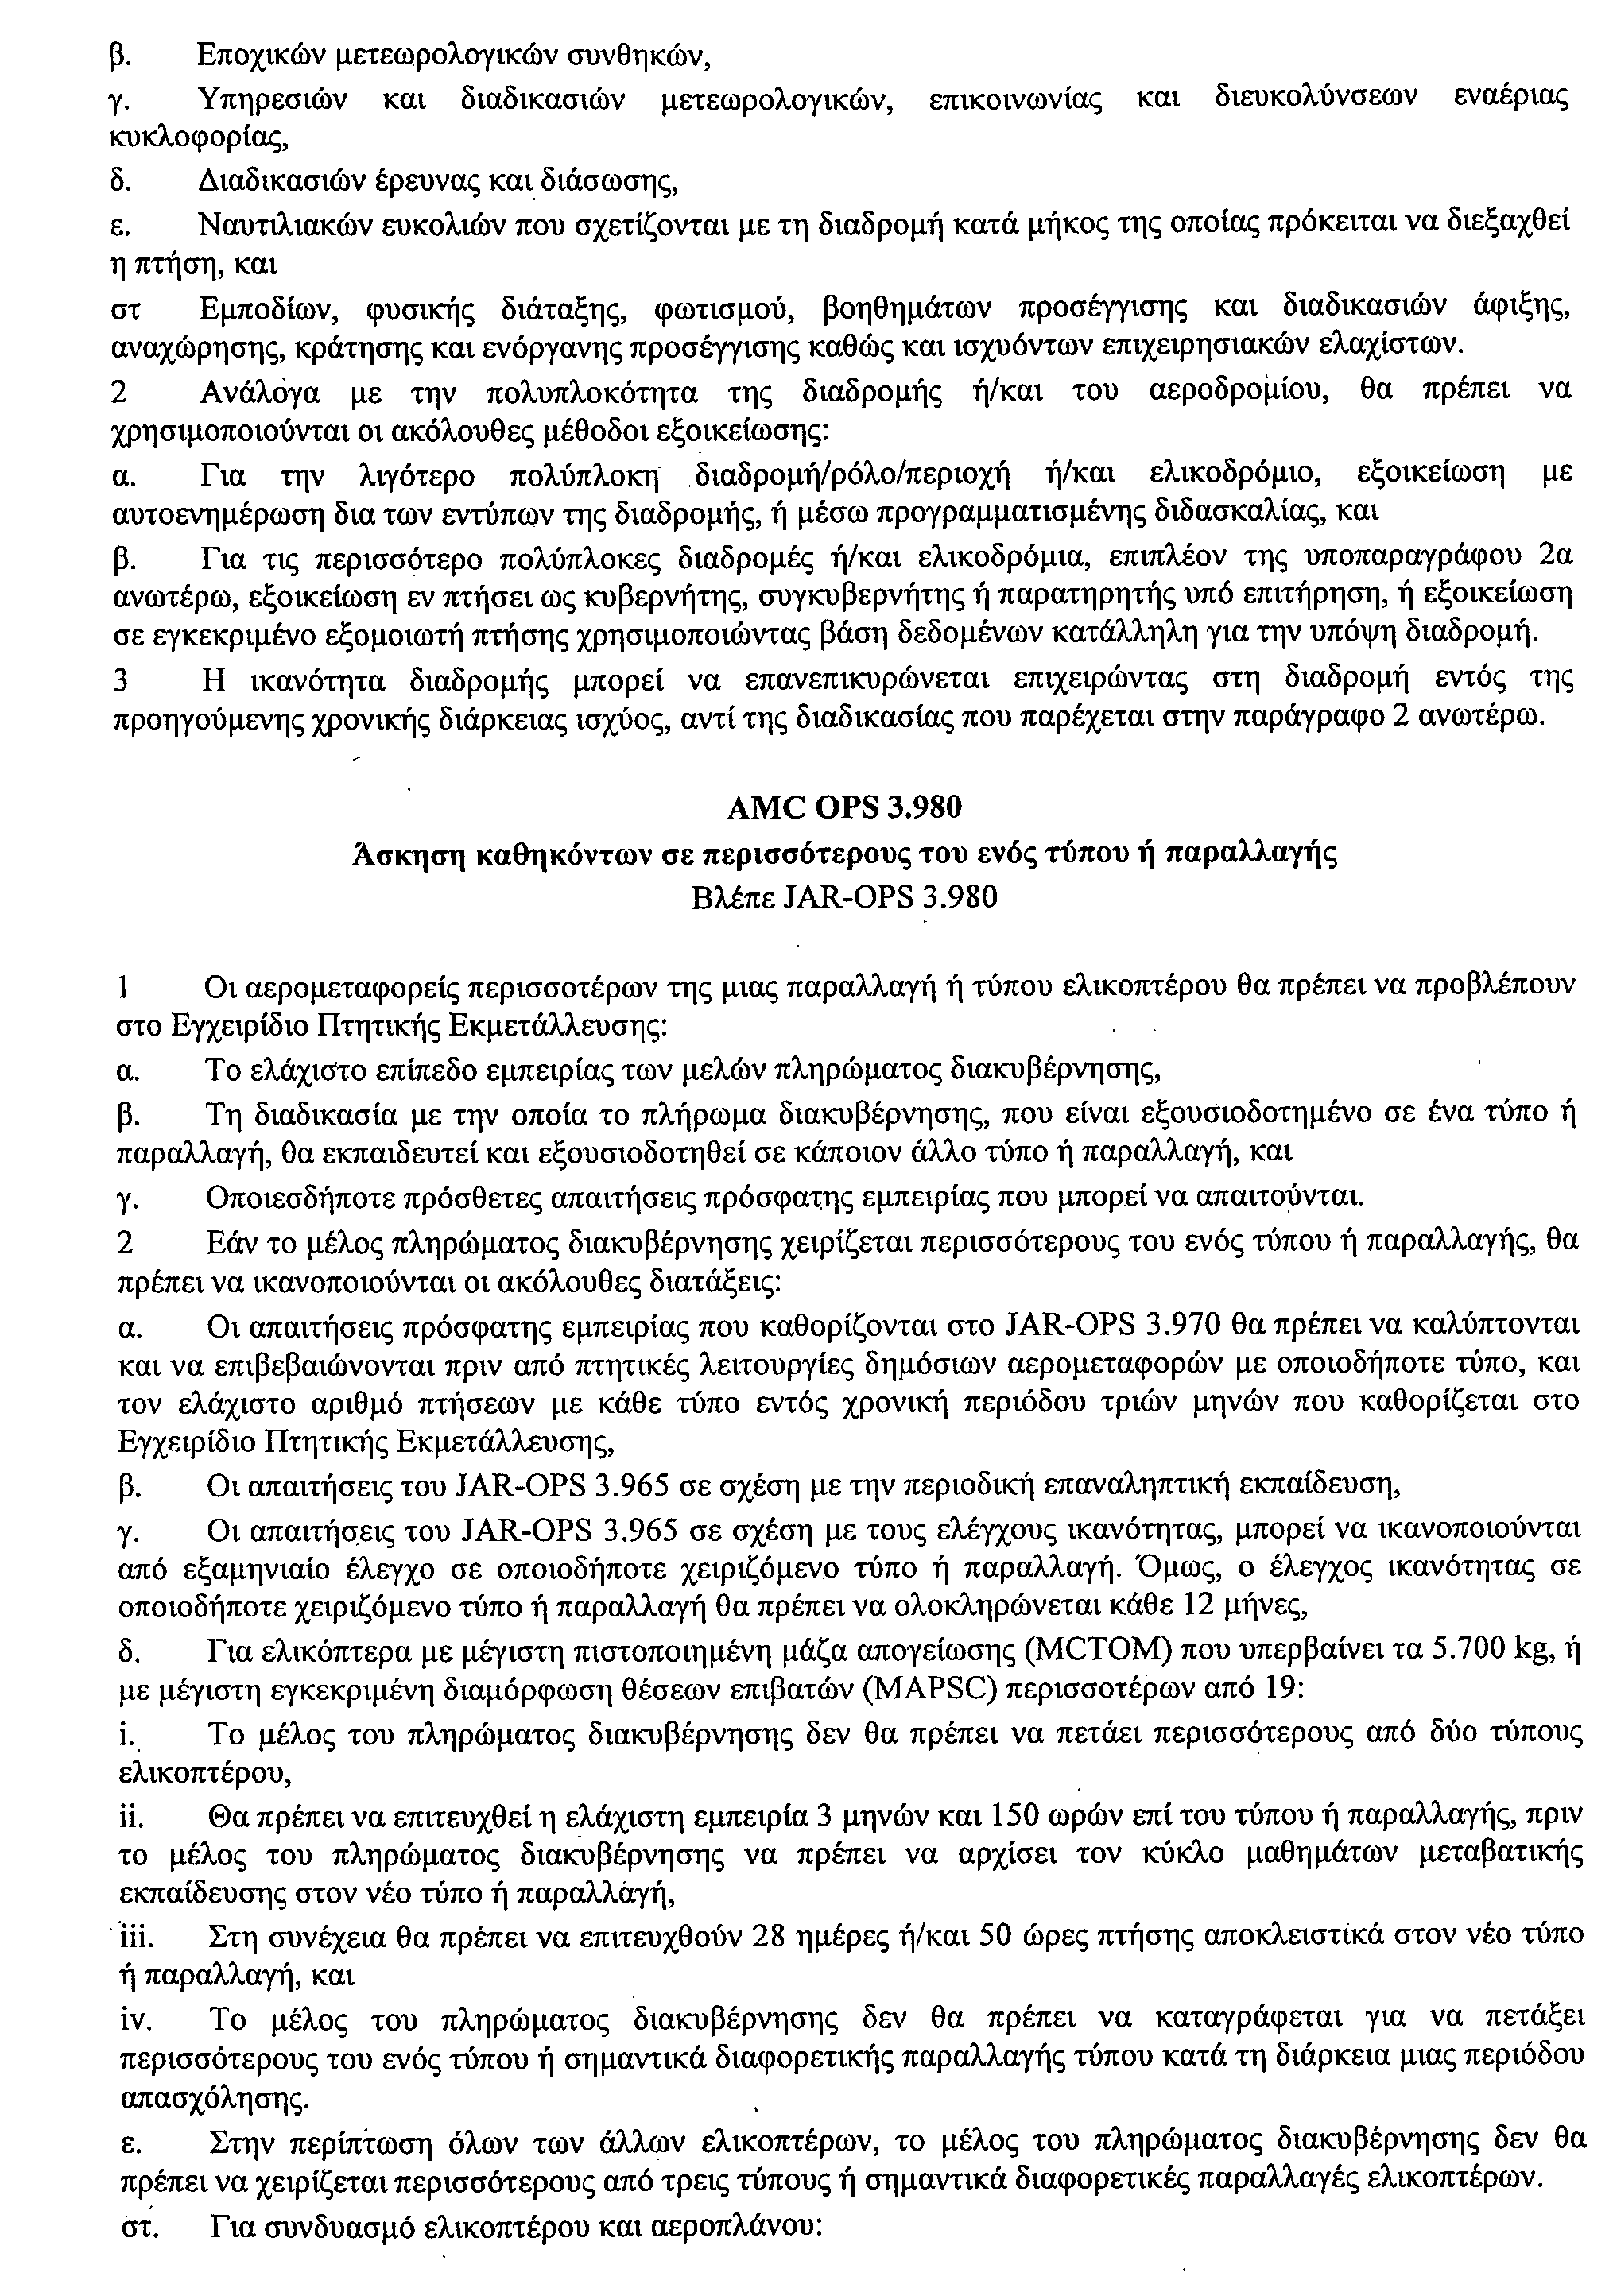 β. Εποχικών μετεωρολογικών συνθηκών,
γ. Υπηρεσιών και διαδικασιών μετεωρολογικών, επικοινωνίας και διευκολύνσεων εναέριας
κυκλοφορίας,
δ. Διαδικασιών έρευνας και διάσωσης,
ε. Ναυτιλιακών ευκολιών που σχετίζονται με τη διαδρομή κατά μήκος της οποίας πρόκειται να διεξαχθεί
η πτήση, και
στ Εμποδίων, φυσικής διάταξης, φωτισμού, βοηθημάτων προσέγγισης και διαδικασιών άφιξης,
αναχώρησης, κράτησης και ενόργανης προσέγγισης καθώς και ισχυόντων επιχειρησιακών ελαχίστων.
2 Ανάλογα με την πολυπλοκότητα της διαδρομής ή/και του αεροδρομίου, θα πρέπει να
χρησιμοποιούνται οι ακόλουθες μέθοδοι εξοικείωσης:
α. Για την λιγότερο πολύπλοκη διαδρομή/ρόλο/περιοχή ή/και ελικοδρόμιο, εξοικείωση με
αυτοενημέρωση δια των εντύπων της διαδρομής, ή μέσω προγραμματισμένης διδασκαλίας, και
β. Για τις περισσότερο πολύπλοκες διαδρομές ή/και ελικοδρόμια, επιπλέον της υποπαραγράφου 2α
ανωτέρω, εξοικείωση εν πτήσει ως κυβερνήτης, συγκυβερνήτης ή παρατηρητής υπό επιτήρηση, ή εξοικείωση
σε εγκεκριμένο εξομοιωτή πτήσης χρησιμοποιώντας βάση δεδομένων κατάλληλη για την υπόψη διαδρομή.
3 Η ικανότητα διαδρομής μπορεί να επανεπικυρώνεται επιχειρώντας στη διαδρομή εντός της
προηγούμενης χρονικής διάρκειας ισχύος, αντί της διαδικασίας που παρέχεται στην παράγραφο 2 ανωτέρω.
AMC OPS 3.980
Άσκηση καθηκόντων σε περισσότερους του ενός τύπου ή παραλλαγής
Βλέπε JAR-OPS 3.980
1 Οι αερομεταφορείς περισσοτέρων της μιας παραλλαγή ή τύπου ελικοπτέρου θα πρέπει να προβλέπουν
στο Εγχειρίδιο Πτητικής Εκμετάλλευσης:
α. Το ελάχιστο επίπεδο εμπειρίας των μελών πληρώματος διακυβέρνησης,
β. Τη διαδικασία με την οποία το πλήρωμα διακυβέρνησης, που είναι εξουσιοδοτημένο σε ένα τύπο ή
παραλλαγή, θα εκπαιδευτεί και εξουσιοδοτηθεί σε κάποιον άλλο τύπο ή παραλλαγή, και
γ. Οποιεσδήποτε πρόσθετες απαιτήσεις πρόσφατης εμπειρίας που μπορεί να απαιτούνται.
2 Εάν το μέλος πληρώματος διακυβέρνησης χειρίζεται περισσότερους του ενός τύπου ή παραλλαγής, θα
πρέπει να ικανοποιούνται οι ακόλουθες διατάξεις:
α. Οι απαιτήσεις πρόσφατης εμπειρίας που καθορίζονται στο JAR-OPS 3.970 θα πρέπει να καλύπτονται
και να επιβεβαιώνονται πριν από πτητικές λειτουργίες δημόσιων αερομεταφορών με οποιοδήποτε τύπο, και
τον ελάχιστο αριθμό πτήσεων με κάθε τύπο εντός χρονική περιόδου τριών μηνών που καθορίζεται στο
Εγχειρίδιο Πτητικής Εκμετάλλευσης,
β. Οι απαιτήσεις του JAR-OPS 3.965 σε σχέση με την περιοδική επαναληπτική εκπαίδευση,
γ. Οι απαιτήσεις του JAR-OPS 3.965 σε σχέση με τους ελέγχους ικανότητας, μπορεί να ικανοποιούνται
από εξαμηνιαίο έλεγχο σε οποιοδήποτε χειριζόμενο τύπο ή παραλλαγή. Όμως, ο έλεγχος ικανότητας σε
οποιοδήποτε χειριζόμενο τύπο ή παραλλαγή θα πρέπει να ολοκληρώνεται κάθε 12 μήνες,
δ. Για ελικόπτερα με μέγιστη πιστοποιημένη μάζα απογείωσης (MCTOM) που υπερβαίνει τα 5.700 kg, ή
με μέγιστη εγκεκριμένη διαμόρφωση θέσεων επιβατών (MAPSC) περισσοτέρων από 19:
i. Το μέλος του πληρώματος διακυβέρνησης δεν θα πρέπει να πετάει περισσότερους από δύο τύπους
ελικοπτέρου,
ii. Θα πρέπει να επιτευχθεί η ελάχιστη εμπειρία 3 μηνών και 150 ωρών επί του τύπου ή παραλλαγής, πριν
το μέλος του πληρώματος διακυβέρνησης να πρέπει να αρχίσει τον κύκλο μαθημάτων μεταβατικής
εκπαίδευσης στον νέο τύπο ή παραλλαγή,
iii. Στη συνέχεια θα πρέπει να επιτευχθούν 28 ημέρες ή/και 50 ώρες πτήσης αποκλειστικά στον νέο τύπο
ή παραλλαγή, και
iv. Το μέλος του πληρώματος διακυβέρνησης δεν θα πρέπει να καταγράφεται για να πετάξει
περισσότερους του ενός τύπου ή σημαντικά διαφορετικής παραλλαγής τύπου κατά τη διάρκεια μιας περιόδου
απασχόλησης.
ε. Στην περίπτωση όλων των άλλων ελικοπτέρων, το μέλος του πληρώματος διακυβέρνησης δεν θα
πρέπει να χειρίζεται περισσότερους από τρεις τύπους ή σημαντικά διαφορετικές παραλλαγές ελικοπτέρων.
στ. Για συνδυασμό ελικοπτέρου και αεροπλάνου: